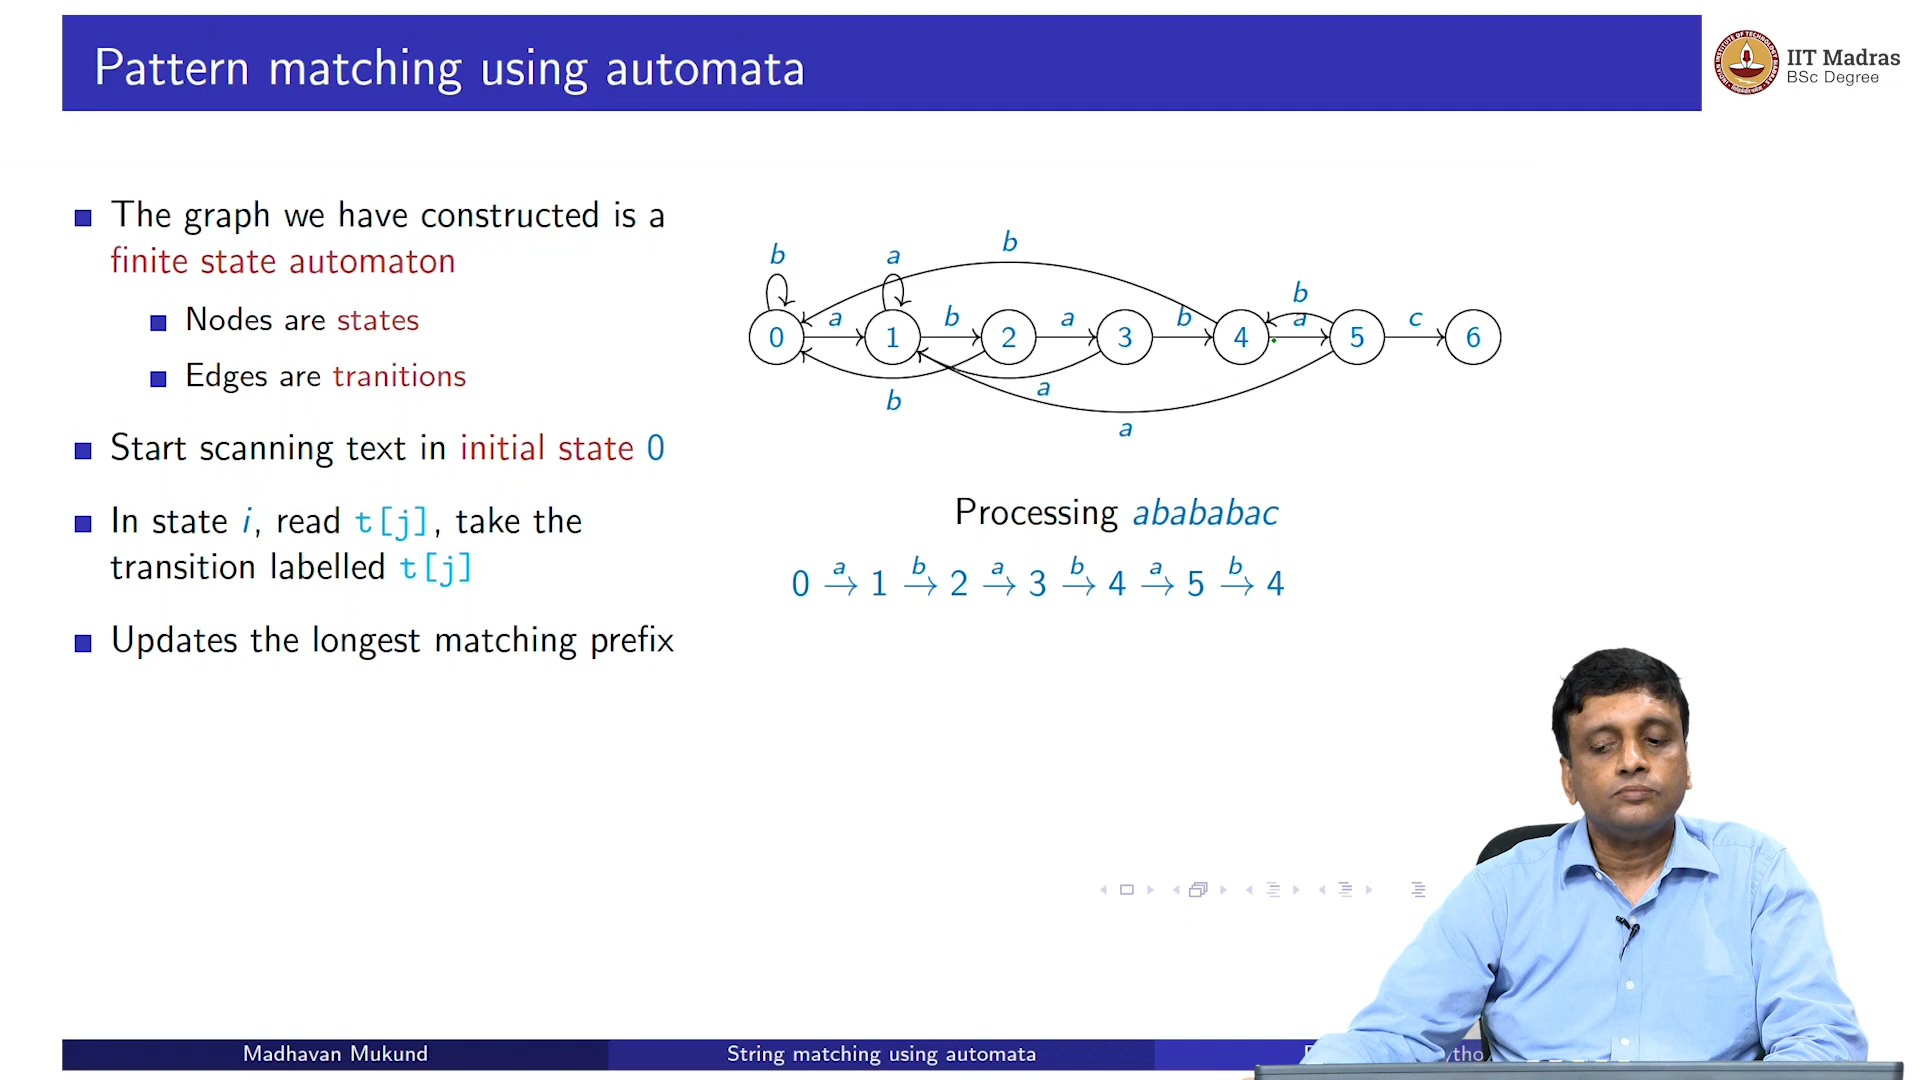 Pattern matching using automata
IIT Madras
BSc Degree
The graph we have constructed is a
finite state automaton
Nodes are states
Edges are tranitions
Start scanning text in initial state 0
In state i, read t[j], take the
transition labelled t[j]
Updates the longest matching prefix
b a b
b
0 a 1 b 2 a 3 b 4 a 5 c 6
b a
a
Processing abababac
0 a→ 1 b→ 2 a→ 3 b→ 4 a→ 5 b→ 4
Madhavan Mukund
String matching using automata